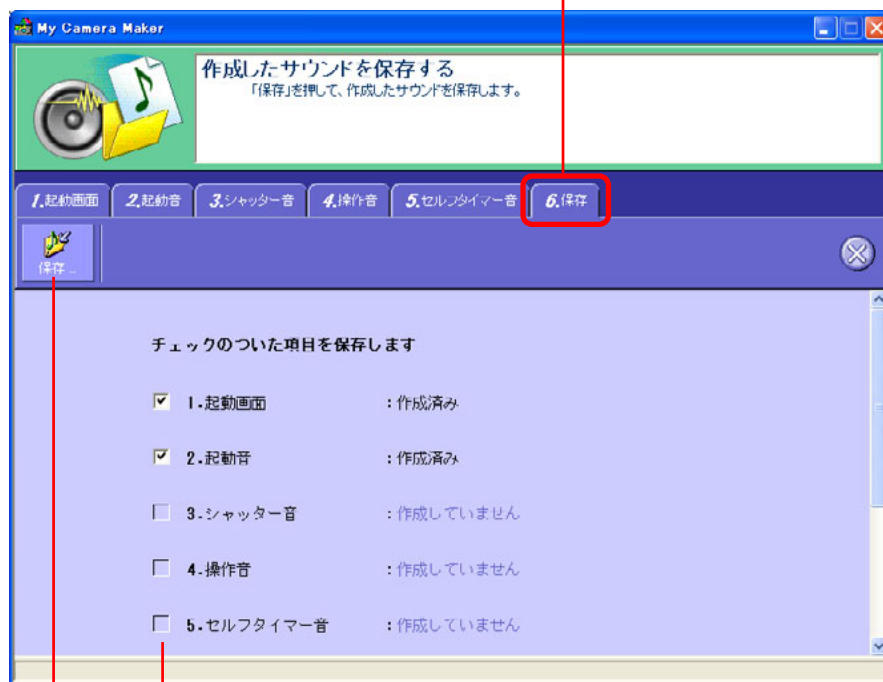 My Camera Maker
作成したサウンドを保存する
「保存」を押して、作成したサウンドを保存します。
1.起動画面 2.起動音 3.シャッター音 4.操作音 5.セルフタイマー音 6.保存
保存...
チェックのついた項目を保存します
1.起動画面 :作成済み
2.起動音 :作成済み
3.シャッター音 :作成していません
4.操作音 :作成していません
5.セルフタイマー音 :作成していません